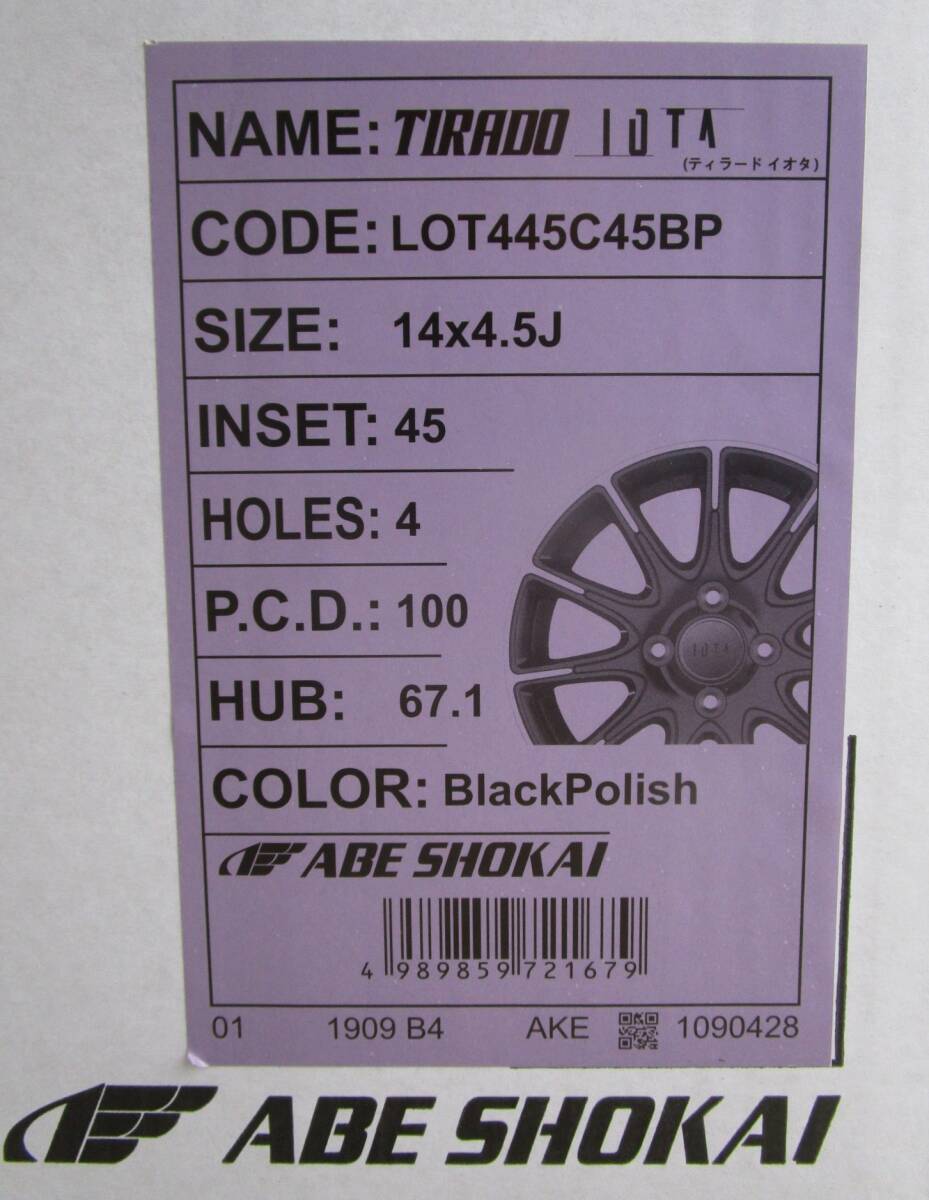 NAME: TIRADO IOTA
(ティラード イオタ)
CODE: LOT445C45BP
SIZE: 14x4.5J
INSET: 45
HOLES: 4
P.C.D.: 100
IOTA
HUB: 67.1
COLOR: BlackPolish
ABE SHOKAI
4 989859 721679
01 1909 B4 AKE 1090428
ABE SHOKAI